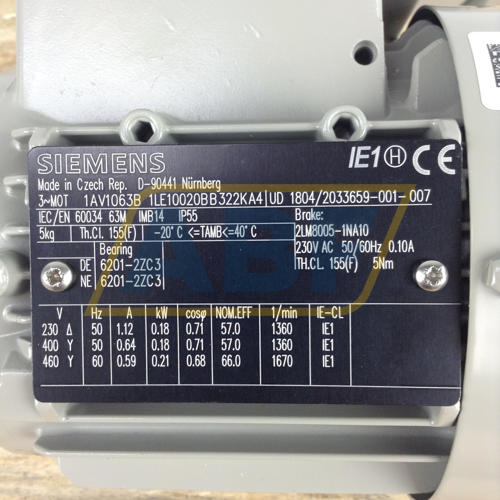 SIEMENS IE1 H CE
Made in Czech Rep. D-90441 Nürnberg
3~MOT 1AV1063B 1LE10020BB322KA4 UD 1804/2033659-001-007
IEC/EN 60034 63M IMB14 IP55 Brake:
5kg Th.Cl. 155(F) -20°C <=TAMB<=40°C 2LM8005-1NA10
Bearing 230V AC 50/60Hz 0.10A
DE 6201-2ZC3 TH.CL 155(F) 5Nm
NE 6201-2ZC3
V Hz A kW cosφ NOM.EFF 1/min IE-CL
230 Δ 50 1.12 0.18 0.71 57.0 1360 IE1
400 Y 50 0.64 0.18 0.71 57.0 1360 IE1
460 Y 60 0.59 0.21 0.68 66.0 1670 IE1